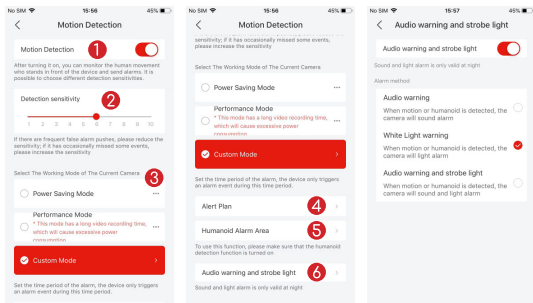 No SIM 15:56 45%
Motion Detection
Motion Detection
1
After turning it on, you can monitor the human movement
who stands in front of the device and send alarms. It is
possible to choose different detection sensitivities.
Detection sensitivity
2
1 2 3 4 5 6 7 8 9 10
If there are frequent false alarm pushes, please reduce the
sensitivity; if it has occasionally missed some events,
please increase the sensitivity
Select The Working Mode of The Current Camera
3
Power Saving Mode
Performance Mode
* This mode has a long video recording time,
which will cause excessive power
consumption
Custom Mode
Set the time period of the alarm, the device only triggers
an alarm event during this time period.
No SIM 15:56 45%
Motion Detection
sensitivity; if it has occasionally missed some events,
please increase the sensitivity
Select The Working Mode of The Current Camera
Power Saving Mode
Performance Mode
* This mode has a long video recording time,
which will cause excessive power
consumption
Custom Mode
Set the time period of the alarm, the device only triggers
an alarm event during this time period.
Alert Plan
4
Humanoid Alarm Area
5
To use this function, please make sure that the humanoid
detection function is turned on
Audio warning and strobe light
6
Sound and light alarm is only valid at night
No SIM 15:57 45%
Audio warning and strobe light
Audio warning and strobe light
Sound and light alarm is only valid at night
Alarm method
Audio warning
When motion or humanoid is detected, the
camera will sound alarm
White Light warning
When motion or humanoid is detected, the
camera will light alarm
Audio warning and strobe light
When motion or humanoid is detected, the
camera will sound and light alarm